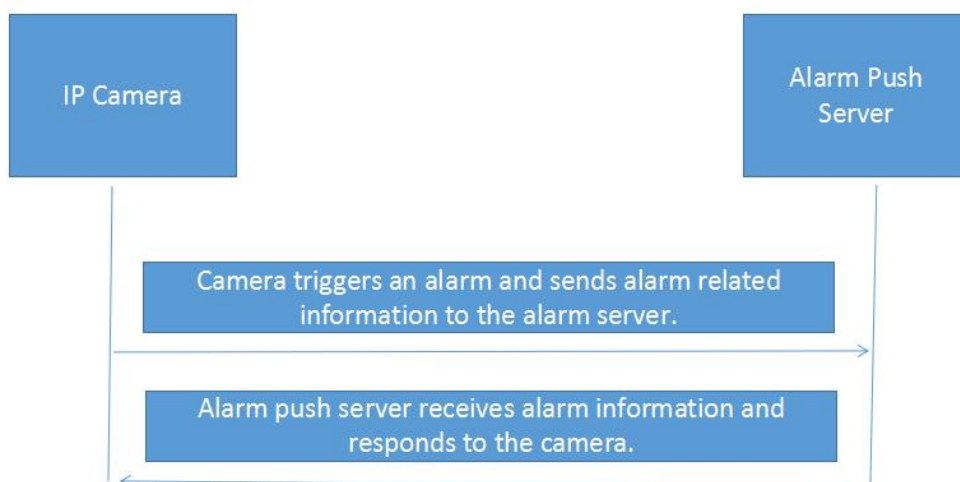 IP Camera
Alarm Push
Server
Camera triggers an alarm and sends alarm related
information to the alarm server.
Alarm push server receives alarm information and
responds to the camera.